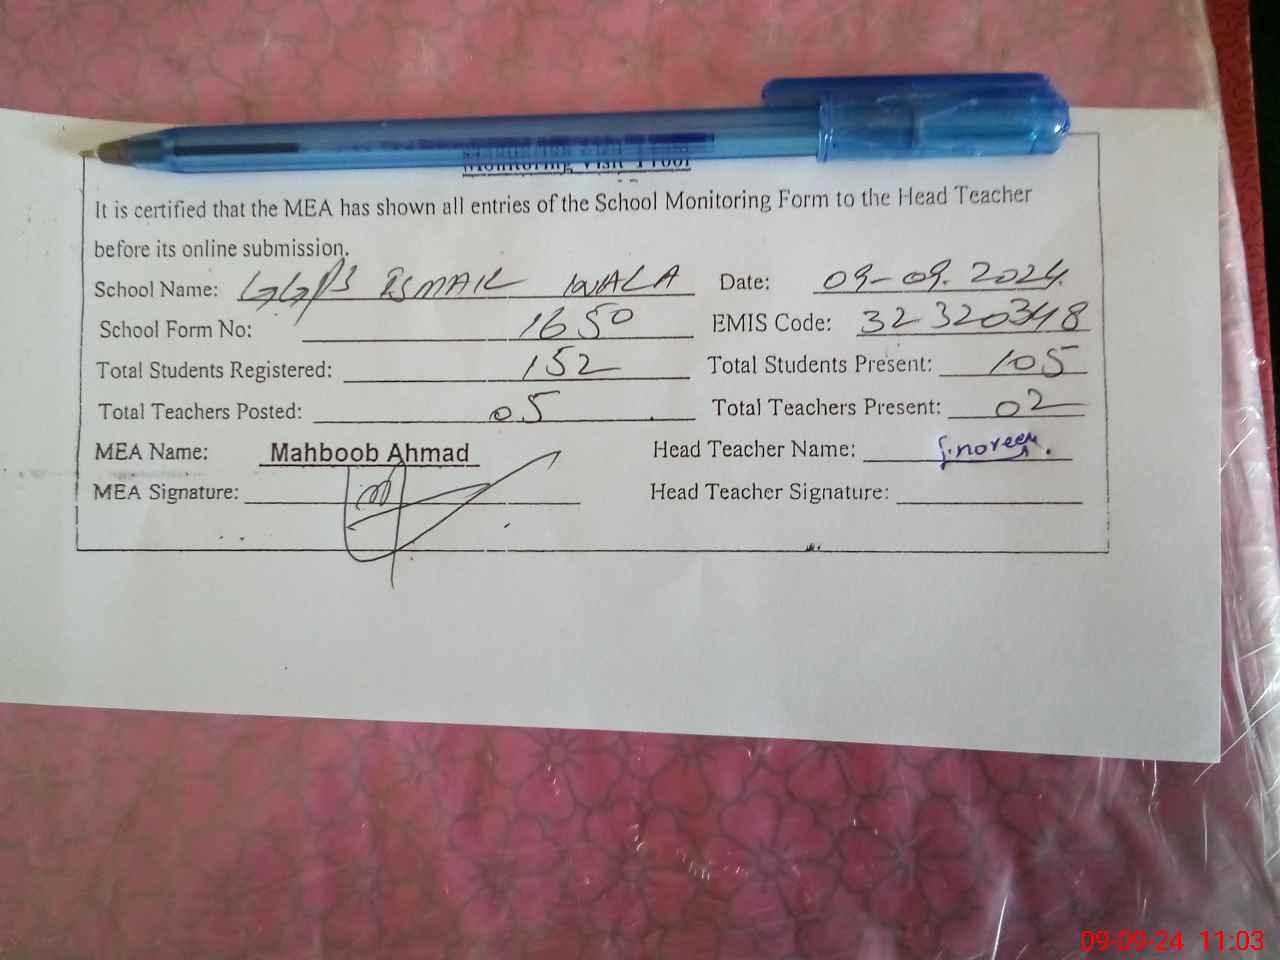 Monitoring Visit Proof
It is certified that the MEA has shown all entries of the School Monitoring Form to the Head Teacher
before its online submission.
School Name: GGPS ISMAIL WALA Date: 09-09.2024.
School Form No: 1650 EMIS Code: 32320348
Total Students Registered: 152 Total Students Present: 105
Total Teachers Posted: 05 Total Teachers Present: 02
MEA Name: Mahboob Ahmad Head Teacher Name: S.noreen.
MEA Signature: Head Teacher Signature:
09-09-24 11:03